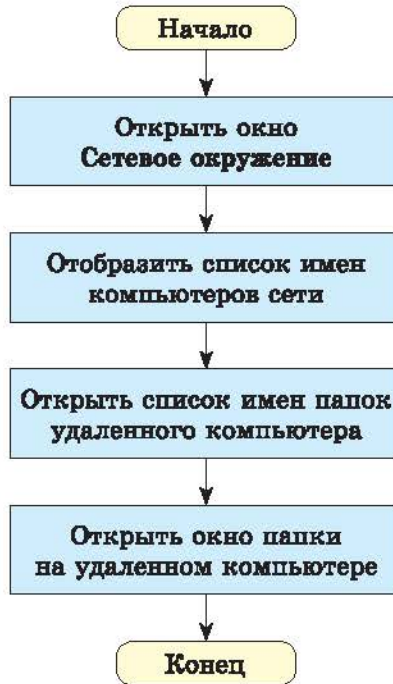 Начало
Открыть окно
Сетевое окружение
Отобразить список имен
компьютеров сети
Открыть список имен папок
удаленного компьютера
Открыть окно папки
на удаленном компьютере
Конец